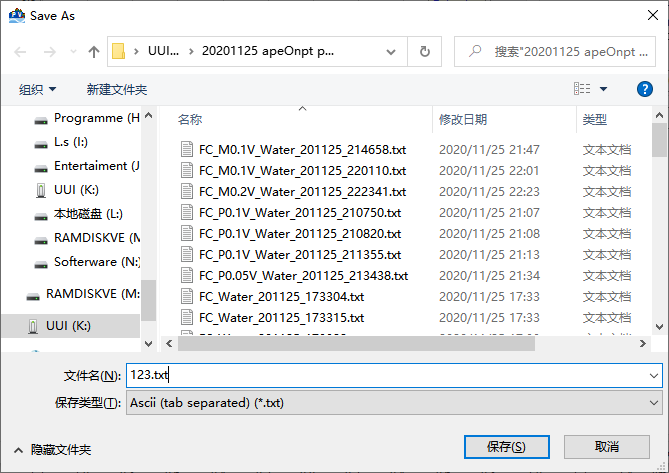 Save As
UUI... › 20201125 apeOnpt p...
搜索"20201125 apeOnpt ...
组织
新建文件夹
Programme (H
L.s (I:)
Entertaiment (J
UUI (K:)
本地磁盘 (L:)
RAMDISKVE (M
Softerware (N:)
RAMDISKVE (M:
UUI (K:)
名称 修改日期 类型
FC_M0.1V_Water_201125_214658.txt 2020/11/25 21:47 文本文档
FC_M0.1V_Water_201125_220110.txt 2020/11/25 22:01 文本文档
FC_M0.2V_Water_201125_222341.txt 2020/11/25 22:23 文本文档
FC_P0.1V_Water_201125_210750.txt 2020/11/25 21:07 文本文档
FC_P0.1V_Water_201125_210820.txt 2020/11/25 21:08 文本文档
FC_P0.1V_Water_201125_211355.txt 2020/11/25 21:13 文本文档
FC_P0.05V_Water_201125_213438.txt 2020/11/25 21:34 文本文档
FC_Water_201125_173304.txt 2020/11/25 17:33 文本文档
FC_Water_201125_173315.txt 2020/11/25 17:33 文本文档
文件名(N): 123.txt
保存类型(T): Ascii (tab separated) (*.txt)
隐藏文件夹
保存(S)
取消